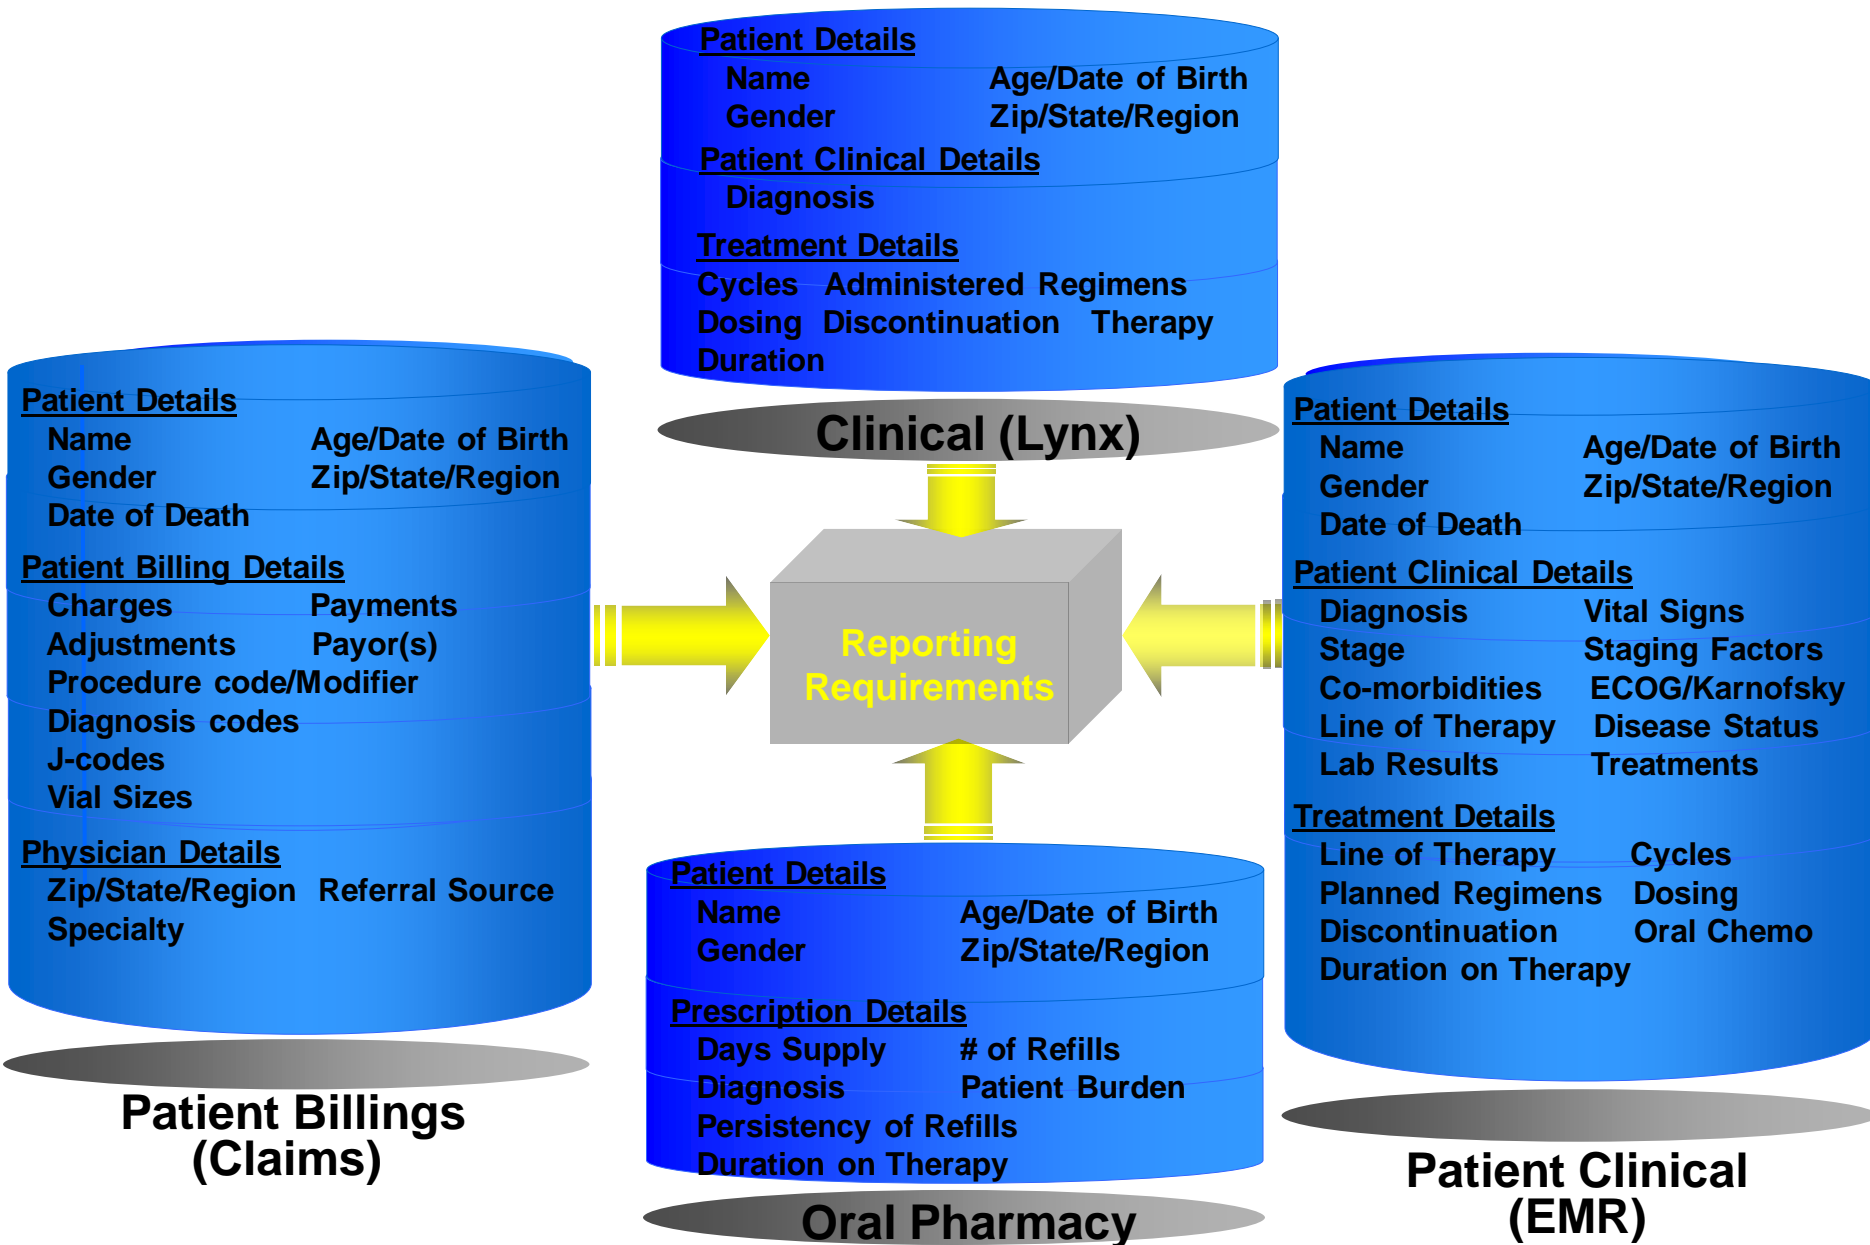 Patient Details
Name Age/Date of Birth
Gender Zip/State/Region
Patient Clinical Details
Diagnosis
Treatment Details
Cycles Administered Regimens
Dosing Discontinuation Therapy
Duration
Clinical (Lynx)
Patient Details
Name Age/Date of Birth
Gender Zip/State/Region
Date of Death
Patient Billing Details
Charges Payments
Adjustments Payor(s)
Procedure code/Modifier
Diagnosis codes
J-codes
Vial Sizes
Physician Details
Zip/State/Region Referral Source
Specialty
Patient Billings
(Claims)
Reporting
Requirements
Patient Details
Name Age/Date of Birth
Gender Zip/State/Region
Date of Death
Patient Clinical Details
Diagnosis Vital Signs
Stage Staging Factors
Co-morbidities ECOG/Karnofsky
Line of Therapy Disease Status
Lab Results Treatments
Treatment Details
Line of Therapy Cycles
Planned Regimens Dosing
Discontinuation Oral Chemo
Duration on Therapy
Patient Clinical
(EMR)
Patient Details
Name Age/Date of Birth
Gender Zip/State/Region
Prescription Details
Days Supply # of Refills
Diagnosis Patient Burden
Persistency of Refills
Duration on Therapy
Oral Pharmacy